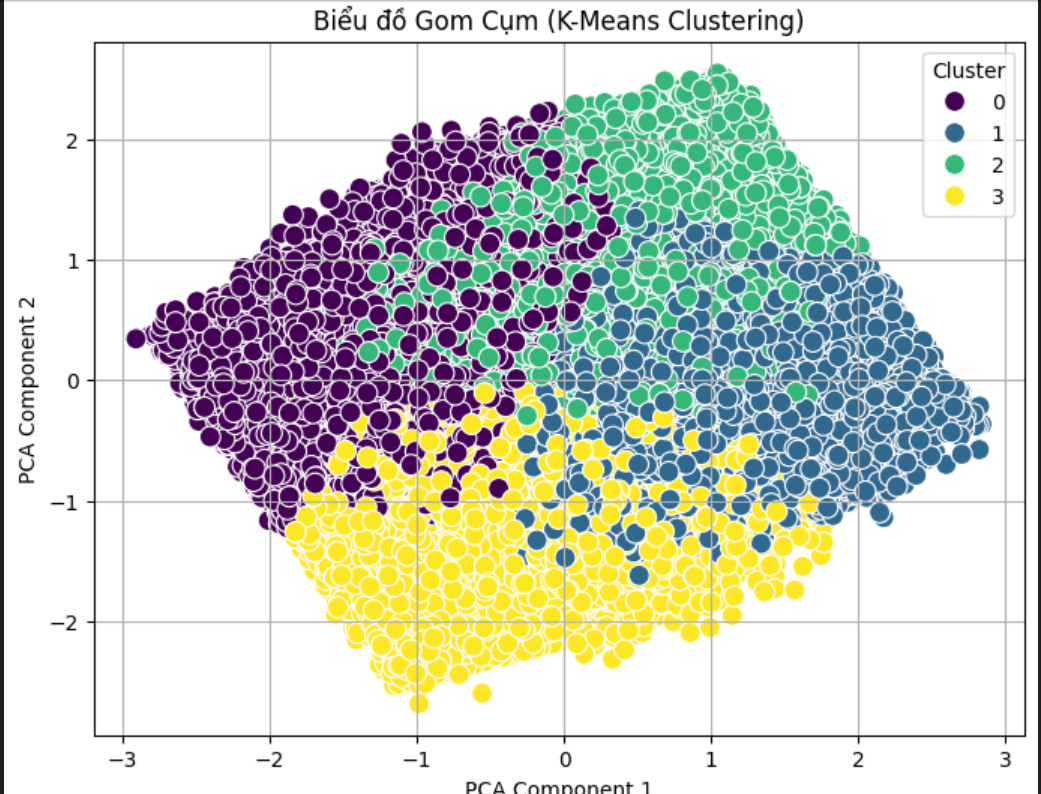 Biểu đồ Gom Cụm (K-Means Clustering)
Cluster
0
1
2
3
PCA Component 2
2
1
0
−1
−2
−3 −2 −1 0 1 2 3
PCA Component 1